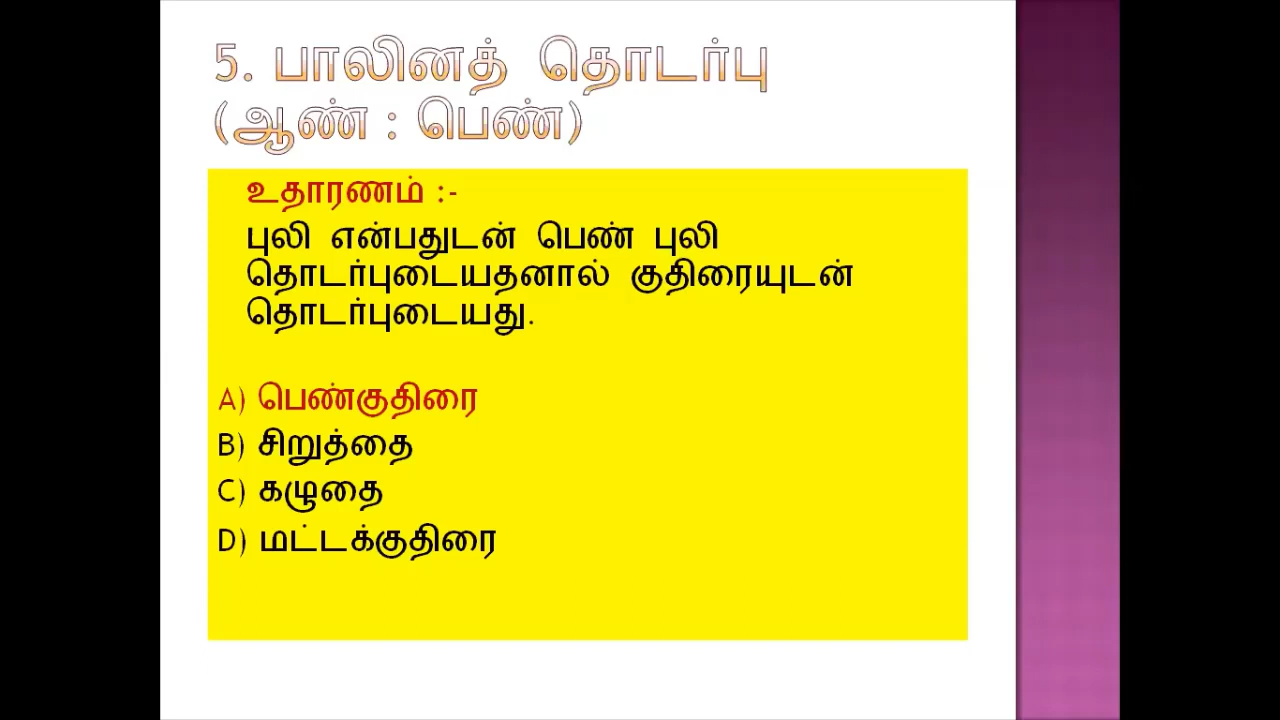 5. பாலினத் தொடர்பு
(ஆண் : பெண்)
உதாரணம் :-
புலி என்பதுடன் பெண் புலி
தொடர்புடையதனால் குதிரையுடன்
தொடர்புடையது.
A) பெண்குதிரை
B) சிறுத்தை
C) கழுதை
D) மட்டக்குதிரை